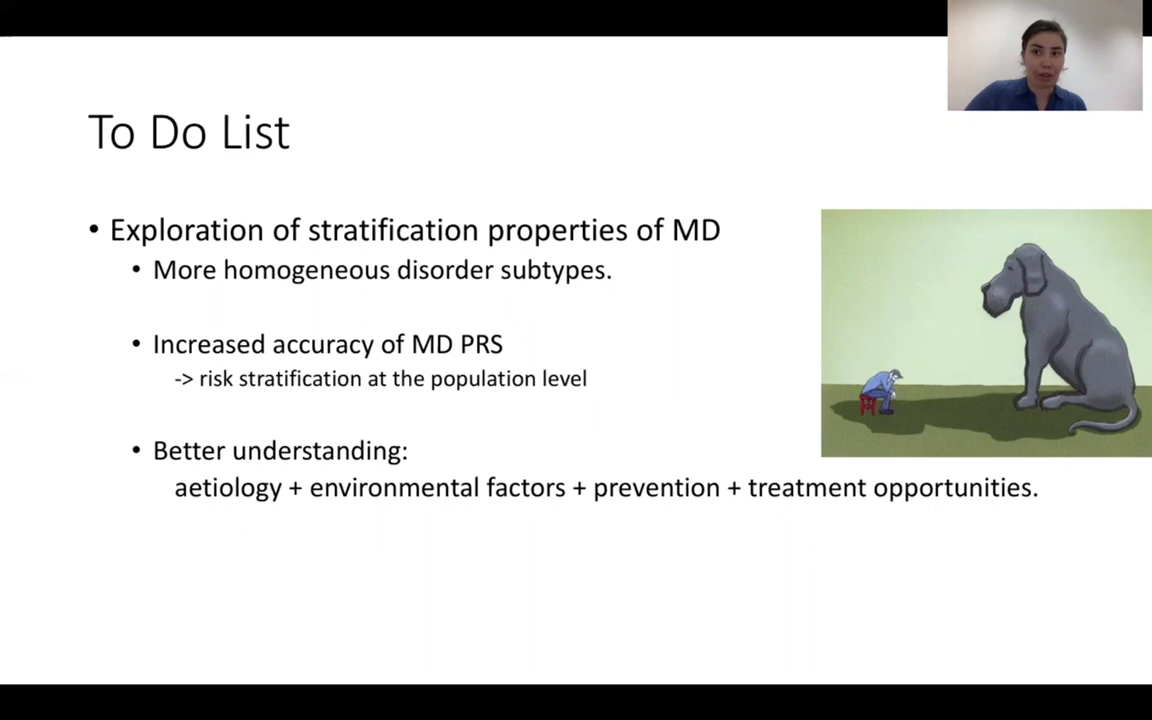 To Do List
• Exploration of stratification properties of MD
• More homogeneous disorder subtypes.
• Increased accuracy of MD PRS
-> risk stratification at the population level
• Better understanding:
aetiology + environmental factors + prevention + treatment opportunities.